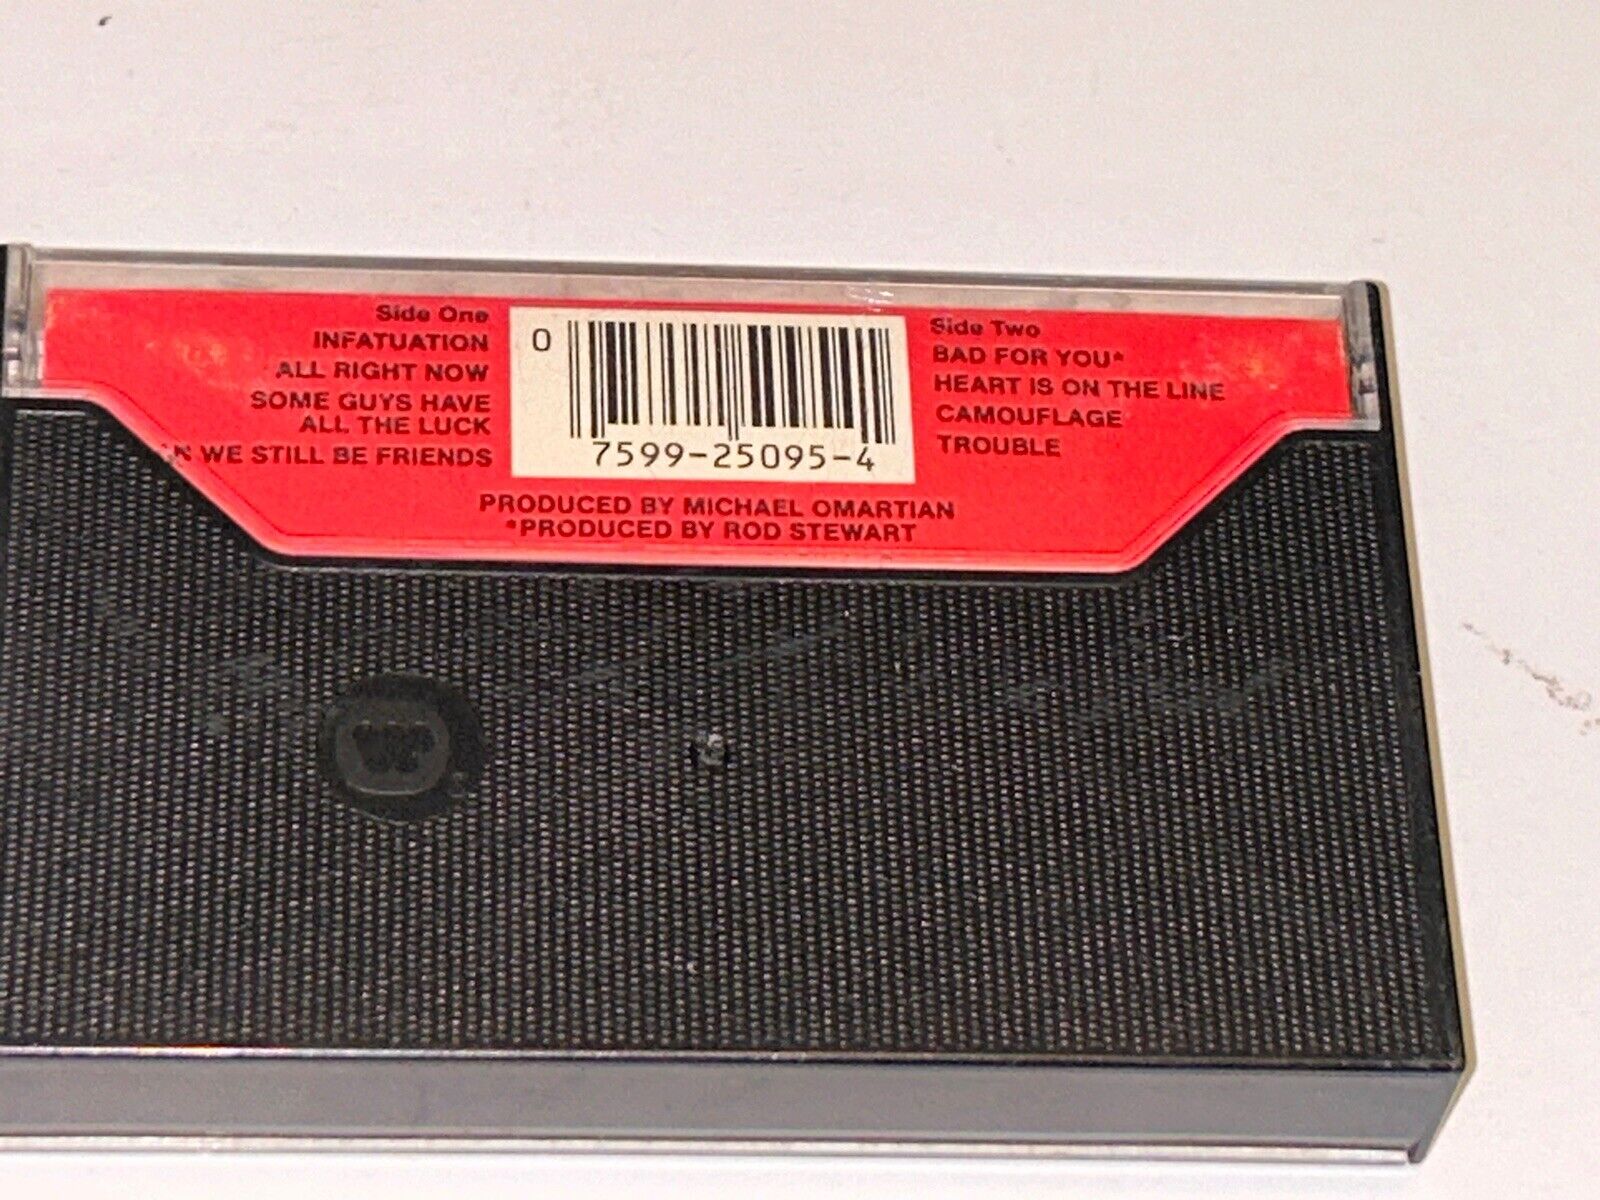 Side One
INFATUATION
ALL RIGHT NOW
SOME GUYS HAVE
ALL THE LUCK
WE STILL BE FRIENDS
0
7599-25095-4
Side Two
BAD FOR YOU*
HEART IS ON THE LINE
CAMOUFLAGE
TROUBLE
PRODUCED BY MICHAEL OMARTIAN
*PRODUCED BY ROD STEWART